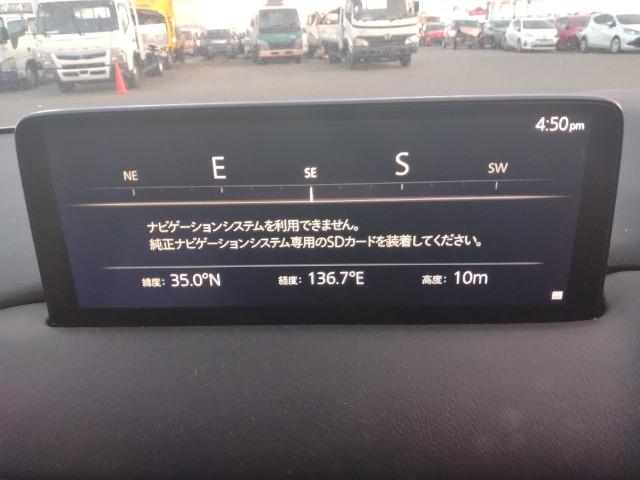 4:50pm
NE E SE S SW
ナビゲーションシステムを利用できません。
純正ナビゲーションシステム専用のSDカードを装着してください。
緯度: 35.0°N 経度: 136.7°E 高度: 10m